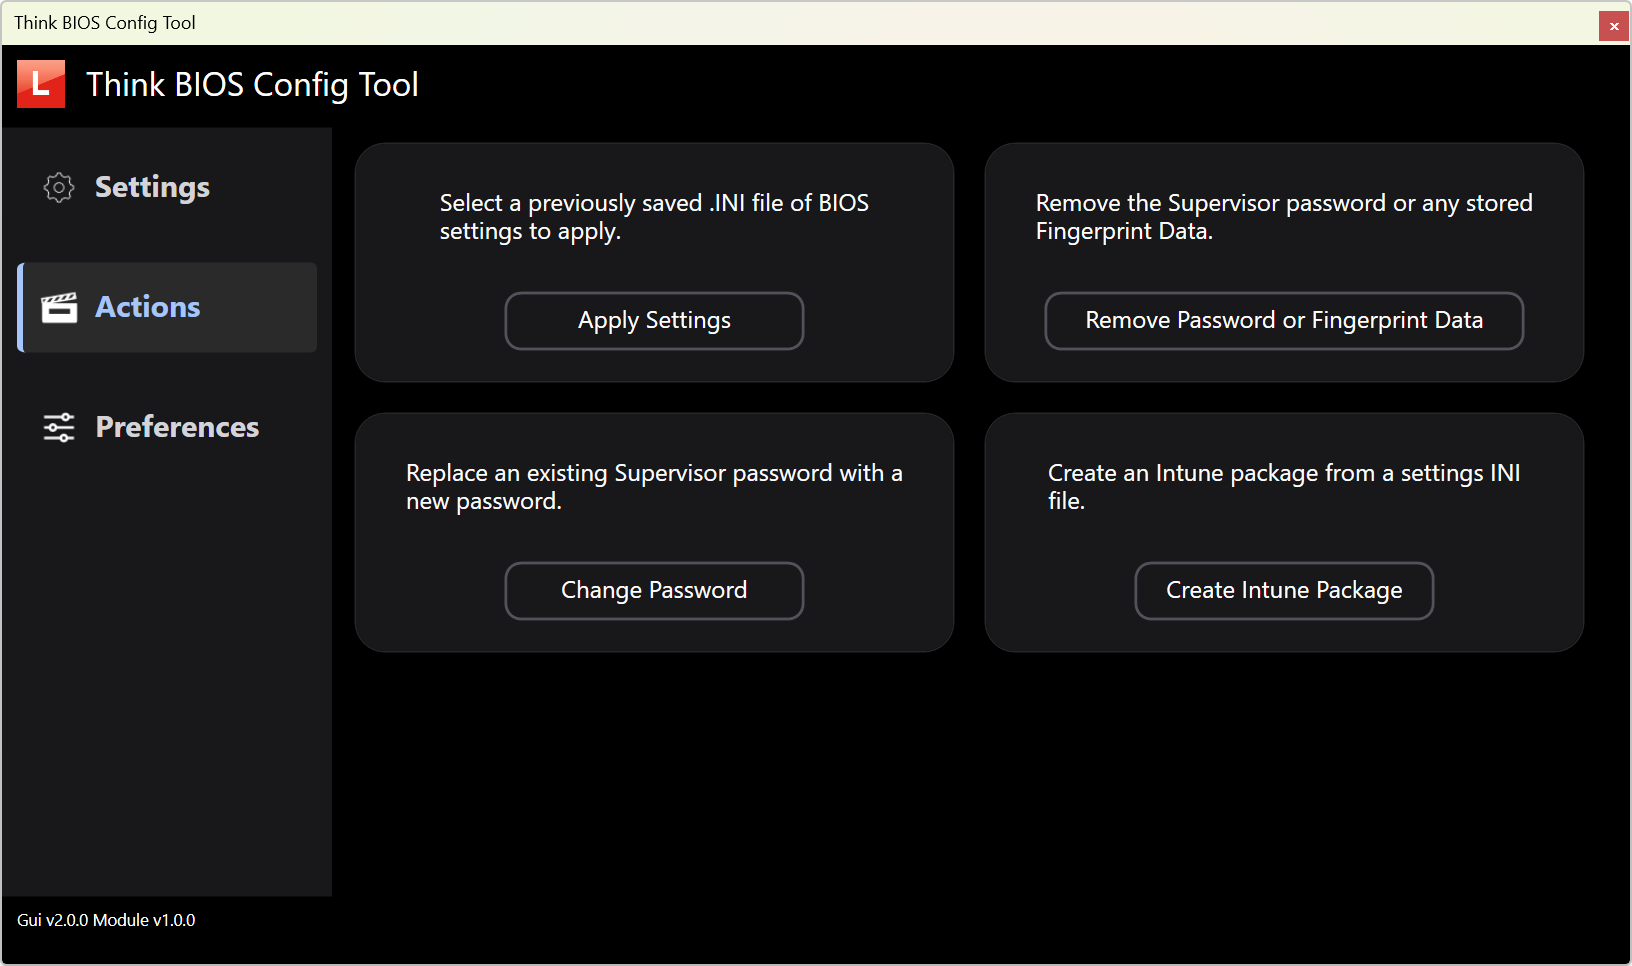 Think BIOS Config Tool
x
L
Think BIOS Config Tool
Settings
Actions
Preferences
Select a previously saved .INI file of BIOS
settings to apply.
Apply Settings
Remove the Supervisor password or any stored
Fingerprint Data.
Remove Password or Fingerprint Data
Replace an existing Supervisor password with a
new password.
Change Password
Create an Intune package from a settings INI
file.
Create Intune Package
Gui v2.0.0 Module v1.0.0